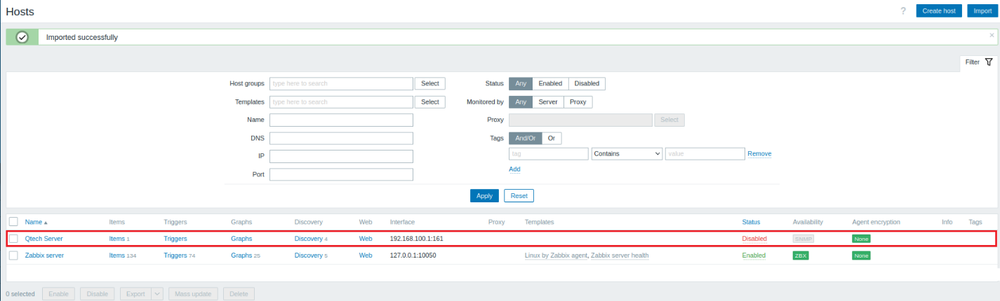 Hosts
? Create host Import
Imported successfully ×
Filter
Host groups type here to search Select Status Any Enabled Disabled
Templates type here to search Select Monitored by Any Server Proxy
Name Proxy Select
DNS Tags And/Or Or
IP tag Contains value Remove
Add
Port
Apply Reset
Name Items Triggers Graphs Discovery Web Interface Proxy Templates Status Availability Agent encryption Info Tags
Qtech Server Items 1 Triggers Graphs Discovery 4 Web 192.168.100.1:161 Disabled SNMP None
Zabbix server Items 134 Triggers 74 Graphs 25 Discovery 5 Web 127.0.0.1:10050 Linux by Zabbix agent, Zabbix server health Enabled ZBX None
0 selected Enable Disable Export Mass update Delete